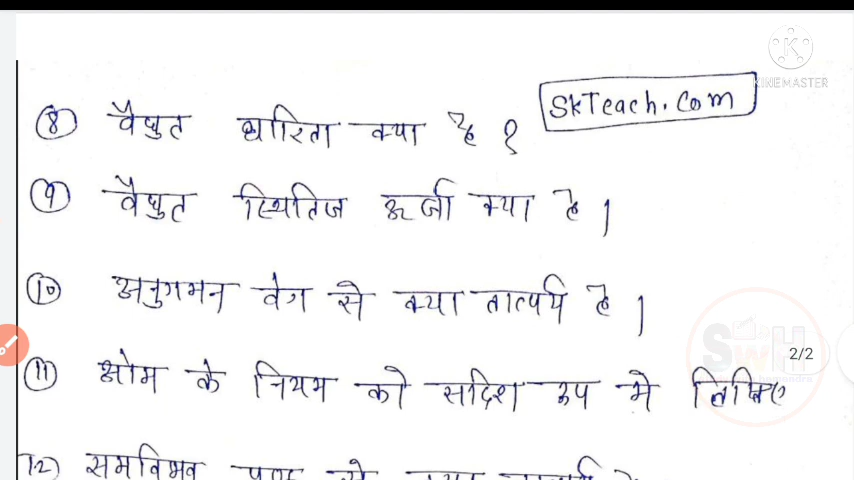 KINEMASTER
SkTeach.Com
⑧ वैद्युत धारिता क्या है ?
⑨ वैद्युत स्थितिज ऊर्जा क्या है |
⑩ अनुगमन वेग से क्या तात्पर्य है |
2/2
⑪ ओम के नियम को सदिश रूप मे लिखिए
12) समविभव